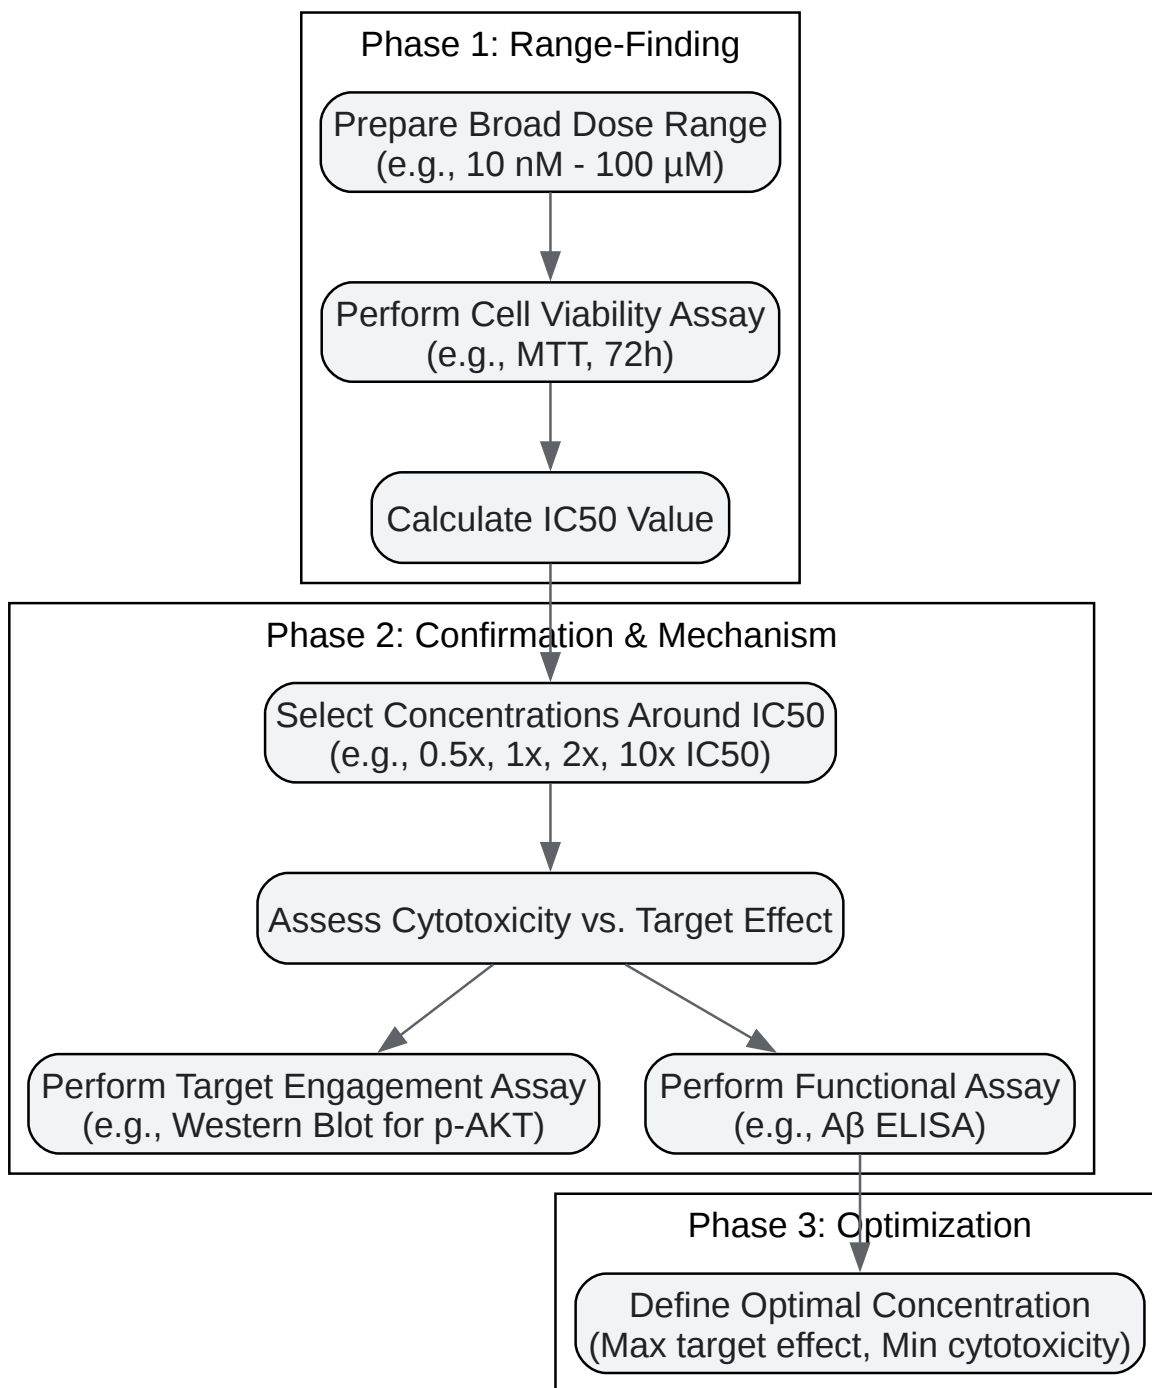 Phase 1: Range-Finding
Prepare Broad Dose Range
(e.g., 10 nM - 100 µM)
Perform Cell Viability Assay
(e.g., MTT, 72h)
Calculate IC50 Value
Phase 2: Confirmation & Mechanism
Select Concentrations Around IC50
(e.g., 0.5x, 1x, 2x, 10x IC50)
Assess Cytotoxicity vs. Target Effect
Perform Target Engagement Assay
(e.g., Western Blot for p-AKT)
Perform Functional Assay
(e.g., Aβ ELISA)
Phase 3: Optimization
Define Optimal Concentration
(Max target effect, Min cytotoxicity)